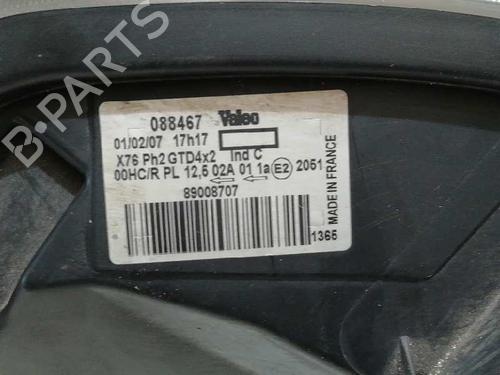 B-PARTS
088467 Valeo
01/02/07 17h17
X76 Ph2 GTD4x2 Ind C
00HC/R PL 12,5 02A 01 1a E2 2051
89008707
1365
MADE IN FRANCE